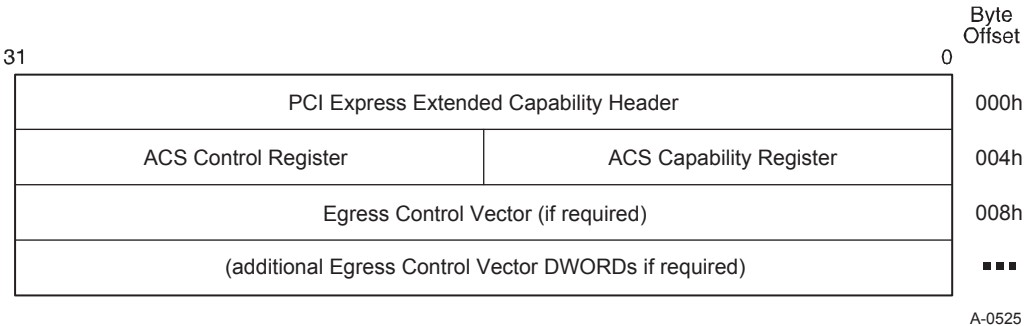 Byte
Offset
31 0
PCI Express Extended Capability Header 000h
ACS Control Register ACS Capability Register 004h
Egress Control Vector (if required) 008h
(additional Egress Control Vector DWORDs if required) ...
A-0525